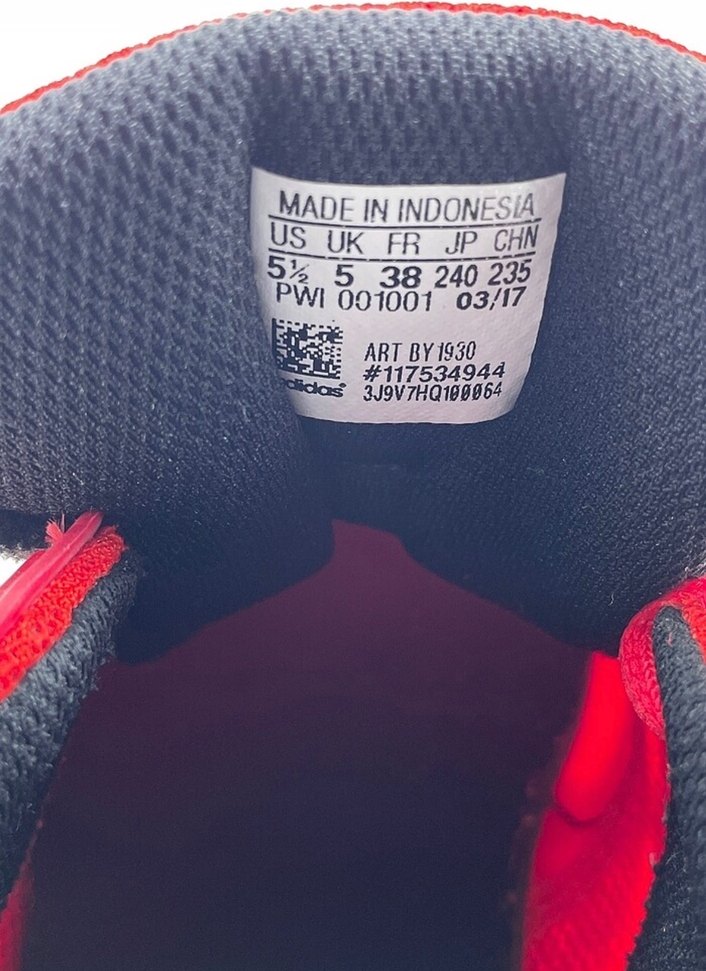 MADE IN INDONESIA
US UK FR JP CHN
5½ 5 38 240 235
PWI 001001 03/17
ART BY1930
#117534944
adidas 3J9V7HQ100064